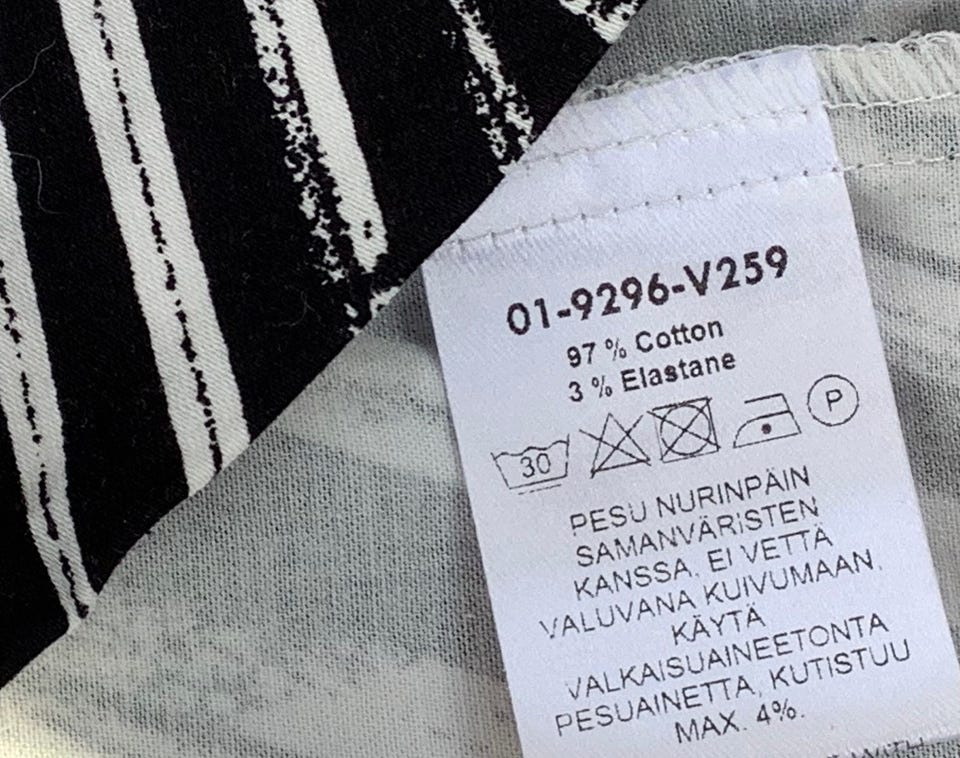 01-9296-V259
97 % Cotton
3 % Elastane
30 P
PESU NURINPÄIN
SAMANVÄRISTEN
KANSSA, EI VETTÄ
VALUVANA KUIVUMAAN,
KÄYTÄ
VALKAISUAINEETONTA
PESUAINETTA, KUTISTUU
MAX. 4%.